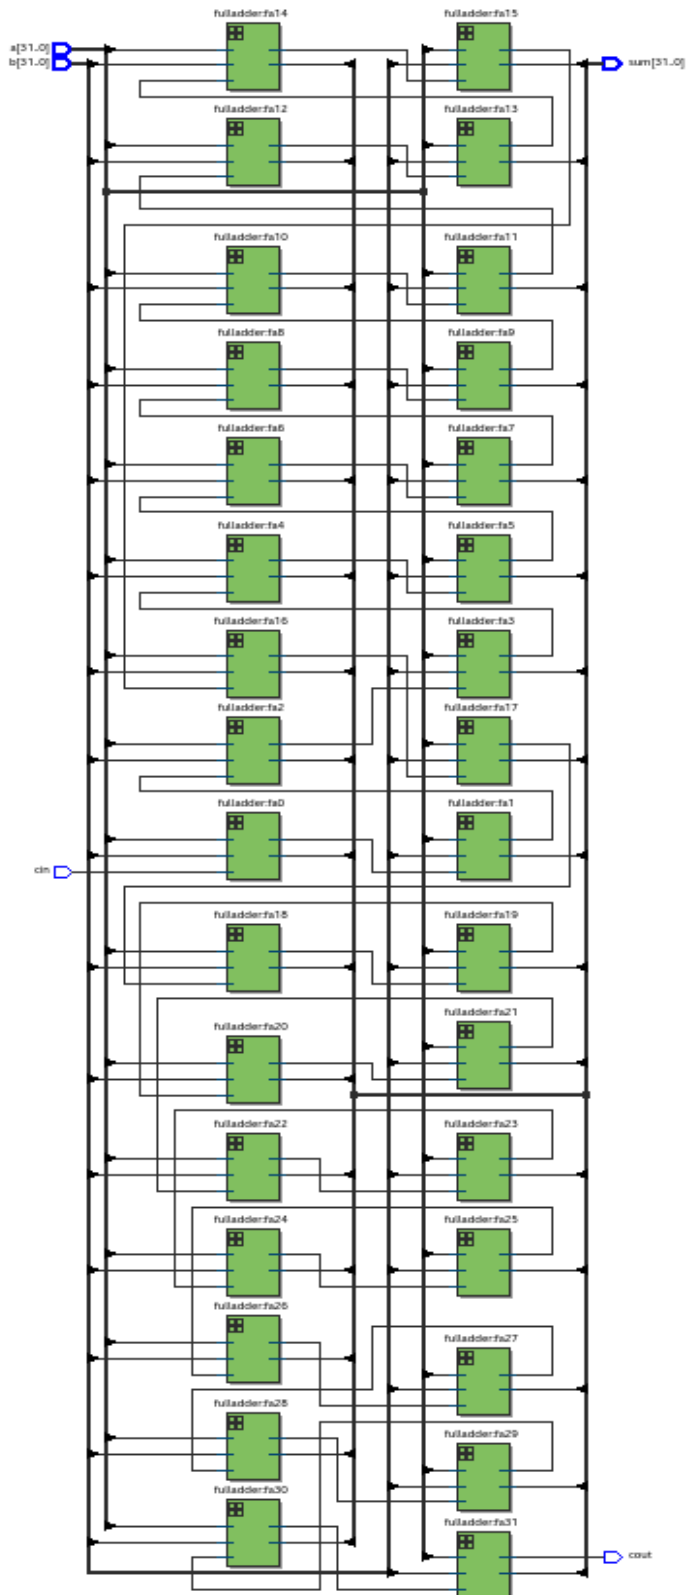 fulladder:fa14
fulladder:fa15
a[31..0]
b[31..0]
sum[31..0]
fulladder:fa12
fulladder:fa13
fulladder:fa10
fulladder:fa11
fulladder:fa8
fulladder:fa9
fulladder:fa6
fulladder:fa7
fulladder:fa4
fulladder:fa5
fulladder:fa16
fulladder:fa3
fulladder:fa2
fulladder:fa17
fulladder:fa0
fulladder:fa1
cin
fulladder:fa18
fulladder:fa19
fulladder:fa21
fulladder:fa20
fulladder:fa22
fulladder:fa23
fulladder:fa24
fulladder:fa25
fulladder:fa26
fulladder:fa27
fulladder:fa28
fulladder:fa29
fulladder:fa30
fulladder:fa31
cout